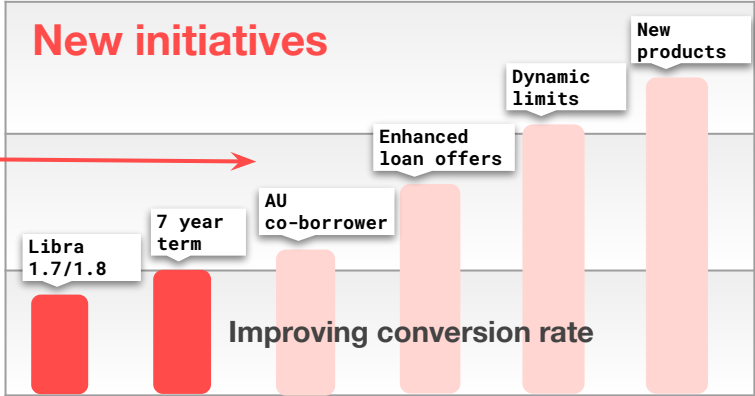 New initiatives
New
products
Dynamic
limits
Enhanced
loan offers
AU
co-borrower
7 year
term
Libra
1.7/1.8
Improving conversion rate